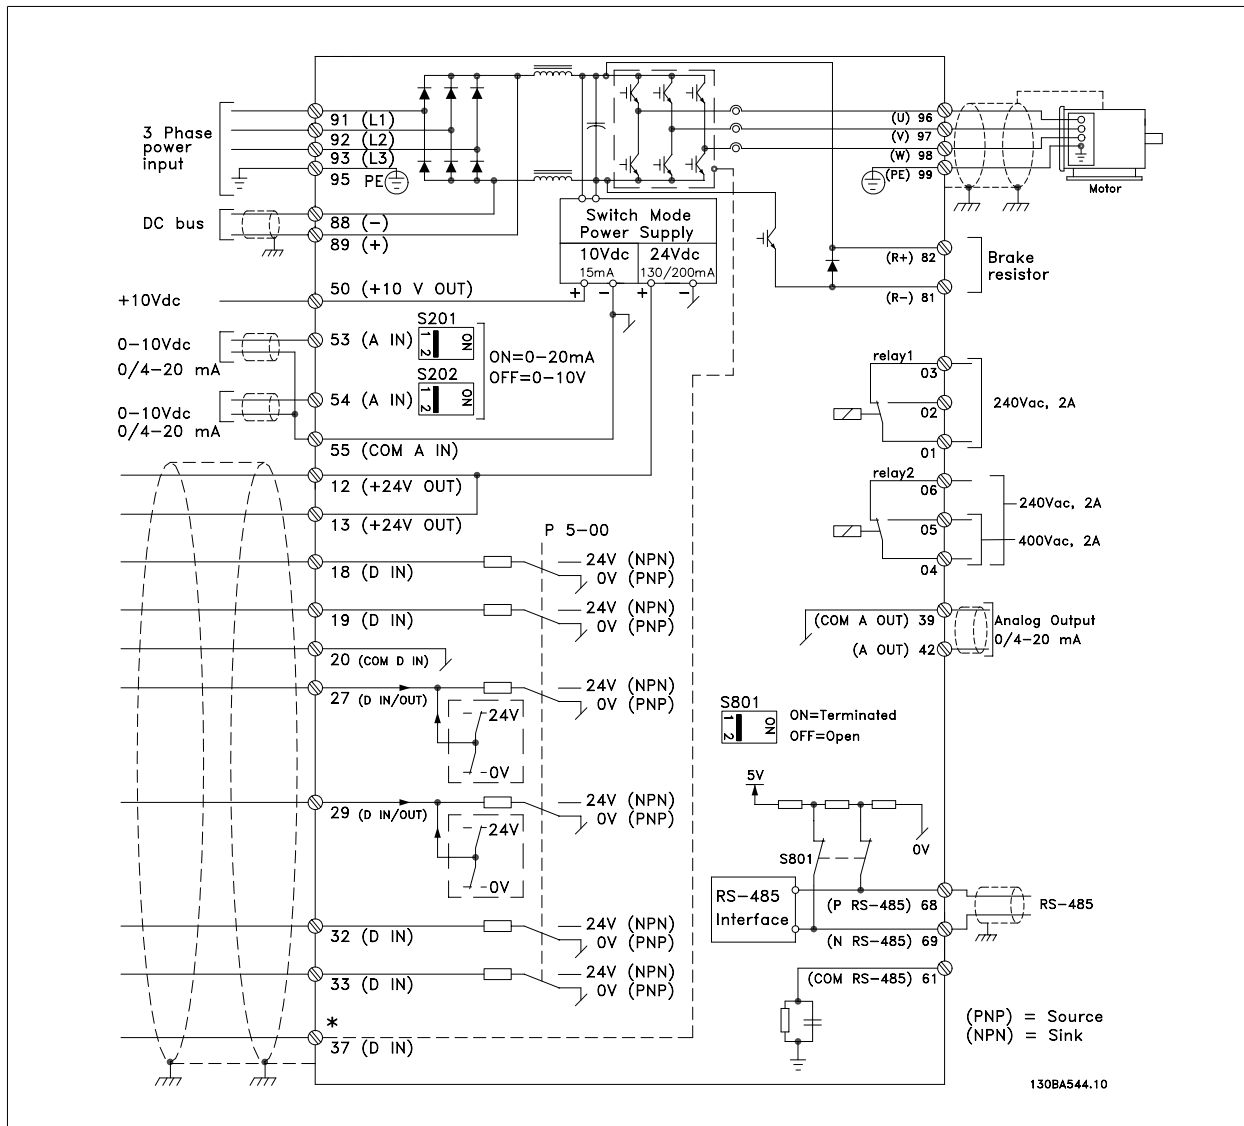 3 Phase
power
input
91 (L1)
92 (L2)
93 (L3)
95 PE
DC bus
88 (-)
89 (+)
+10Vdc
50 (+10 V OUT)
0-10Vdc
0/4-20 mA
53 (A IN)
S201
1 2
ON
ON=0-20mA
OFF=0-10V
0-10Vdc
0/4-20 mA
54 (A IN)
S202
1 2
ON
55 (COM A IN)
12 (+24V OUT)
13 (+24V OUT)
P 5-00
18 (D IN)
24V (NPN)
0V (PNP)
19 (D IN)
24V (NPN)
0V (PNP)
20 (COM D IN)
27 (D IN/OUT)
24V (NPN)
0V (PNP)
24V
0V
29 (D IN/OUT)
24V (NPN)
0V (PNP)
24V
0V
32 (D IN)
24V (NPN)
0V (PNP)
33 (D IN)
24V (NPN)
0V (PNP)
*
37 (D IN)
Switch Mode
Power Supply
10Vdc
15mA
24Vdc
130/200mA
+ - + -
(U) 96
(V) 97
(W) 98
(PE) 99
Motor
(R+) 82
(R-) 81
Brake
resistor
relay1
03
02
01
240Vac, 2A
relay2
06
05
04
240Vac, 2A
400Vac, 2A
(COM A OUT) 39
(A OUT) 42
Analog Output
0/4-20 mA
S801
1 2
ON
ON=Terminated
OFF=Open
5V
0V
S801
RS-485
Interface
(P RS-485) 68
(N RS-485) 69
RS-485
(COM RS-485) 61
(PNP) = Source
(NPN) = Sink
130BA544.10